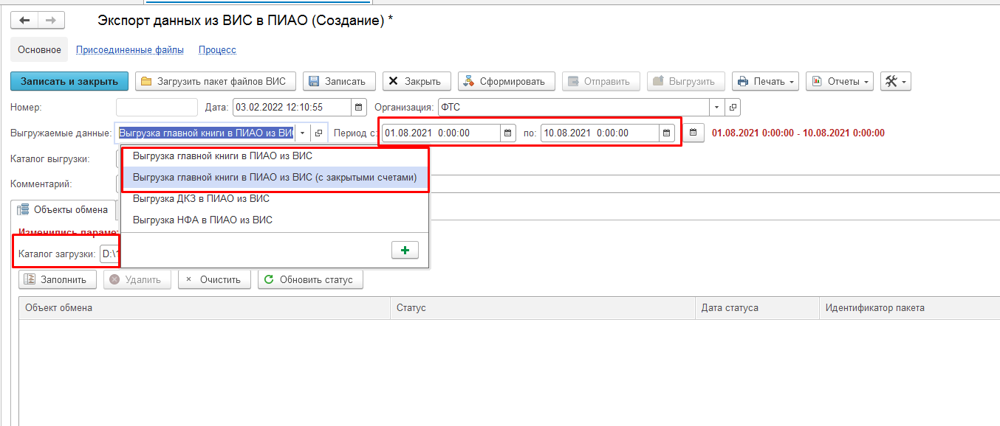 Экспорт данных из ВИС в ПИАО (Создание) *
Основное Присоединенные файлы Процесс
Записать и закрыть Загрузить пакет файлов ВИС Записать Закрыть Сформировать Отправить Выгрузить Печать Отчеты
Номер: Дата: 03.02.2022 12:10:55 Организация: ФТС
Выгружаемые данные: Выгрузка главной книги в ПИАО из ВИС Период с: 01.08.2021 0:00:00 по: 10.08.2021 0:00:00 01.08.2021 0:00:00 - 10.08.2021 0:00:00
Каталог выгрузки: Выгрузка главной книги в ПИАО из ВИС
Выгрузка главной книги в ПИАО из ВИС (с закрытыми счетами)
Комментарий:
Выгрузка ДКЗ в ПИАО из ВИС
Объекты обмена
Выгрузка НФА в ПИАО из ВИС
Изменились
Каталог загрузки: D:\
Заполнить Удалить Очистить Обновить статус
Объект обмена Статус Дата статуса Идентификатор пакета